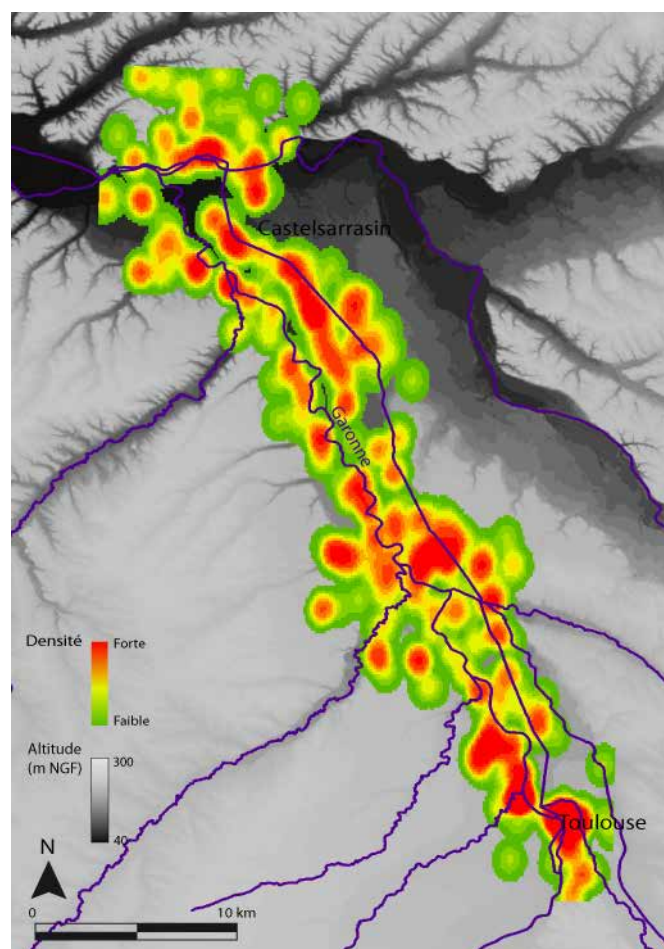 Castelsarrasin
Garonne
Densité
Forte
Faible
Altitude
(m NGF)
300
40
Toulouse
N
0
10 km